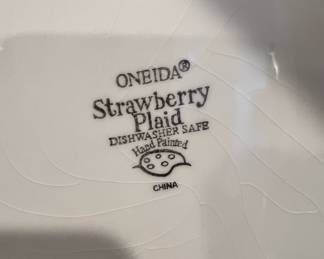 ONEIDA®
Strawberry
Plaid
DISHWASHER SAFE
Hand Painted
CHINA